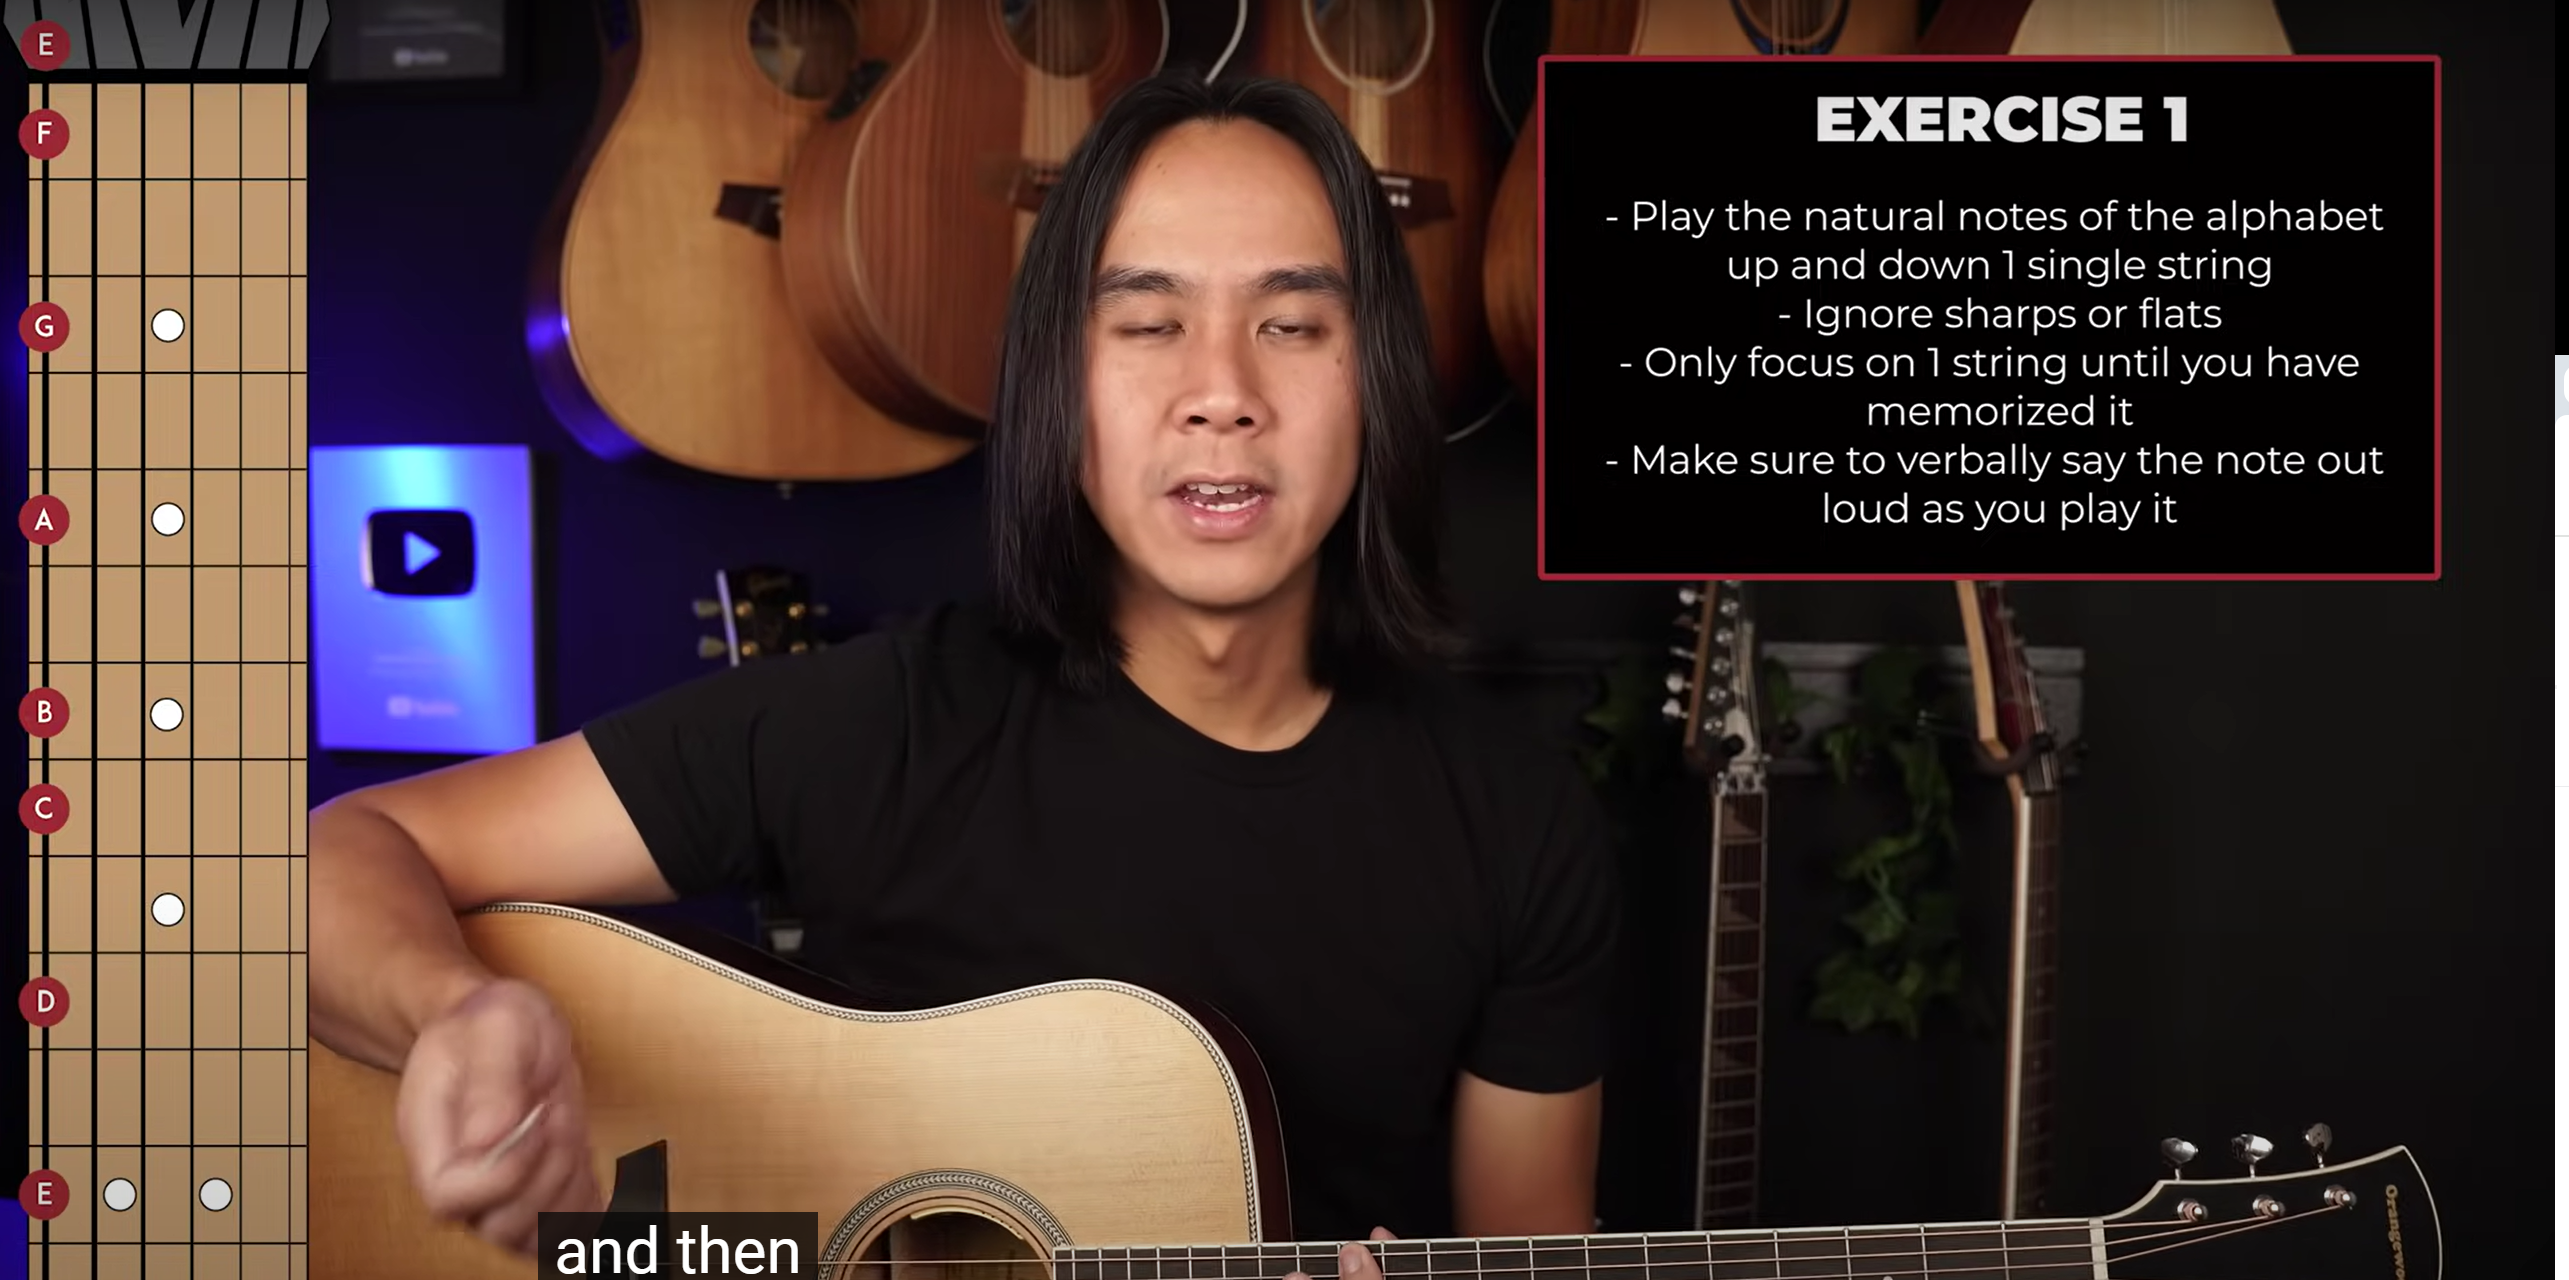 E
F
G
A
B
C
D
E
EXERCISE 1
- Play the natural notes of the alphabet
up and down 1 single string
- Ignore sharps or flats
- Only focus on 1 string until you have
memorized it
- Make sure to verbally say the note out
loud as you play it
and then